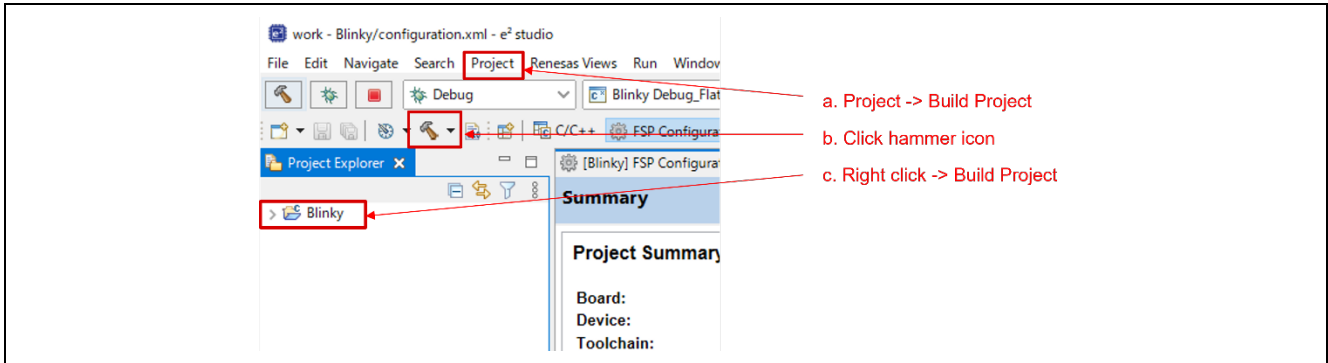 work - Blinky/configuration.xml - e² studio
File Edit Navigate Search Project Renesas Views Run Window
Debug
Blinky Debug_Flat
C/C++
FSP Configura
Project Explorer
[Blinky] FSP Configura
Blinky
Summary
Project Summary
Board:
Device:
Toolchain:
a. Project -> Build Project
b. Click hammer icon
c. Right click -> Build Project